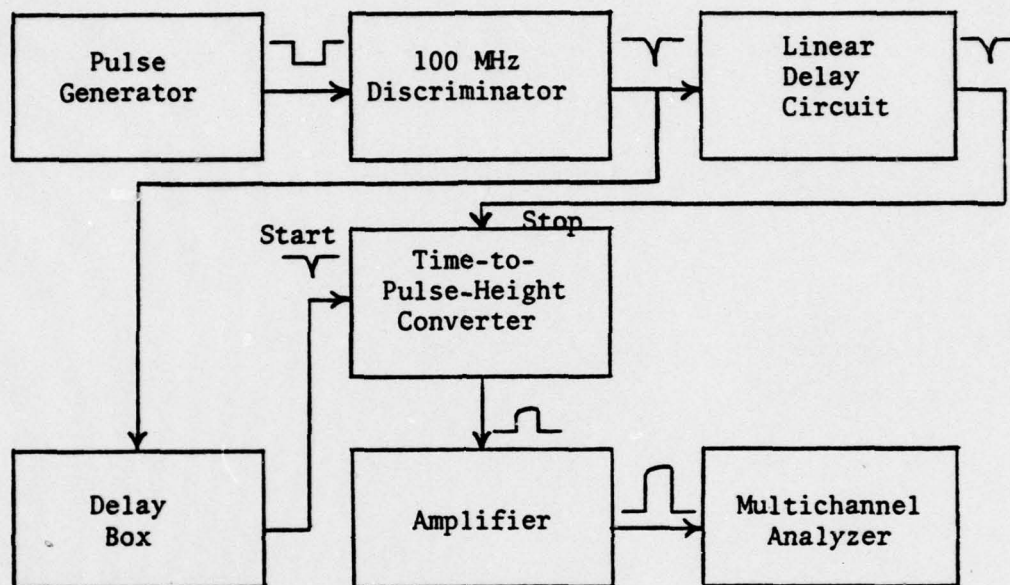 Pulse
Generator
100 MHz
Discriminator
Linear
Delay
Circuit
Start
Stop
Time-to-
Pulse-Height
Converter
Delay
Box
Amplifier
Multichannel
Analyzer